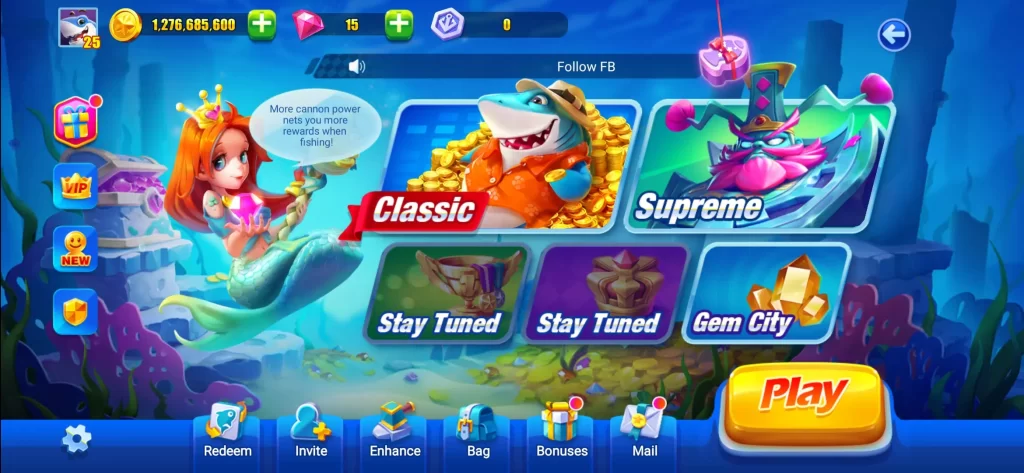 25
1,276,685,600
15
0
Follow FB
More cannon power
nets you more
rewards when
fishing!
VIP
NEW
Classic
Supreme
Stay Tuned
Stay Tuned
Gem City
Play
Redeem
Invite
Enhance
Bag
Bonuses
Mail